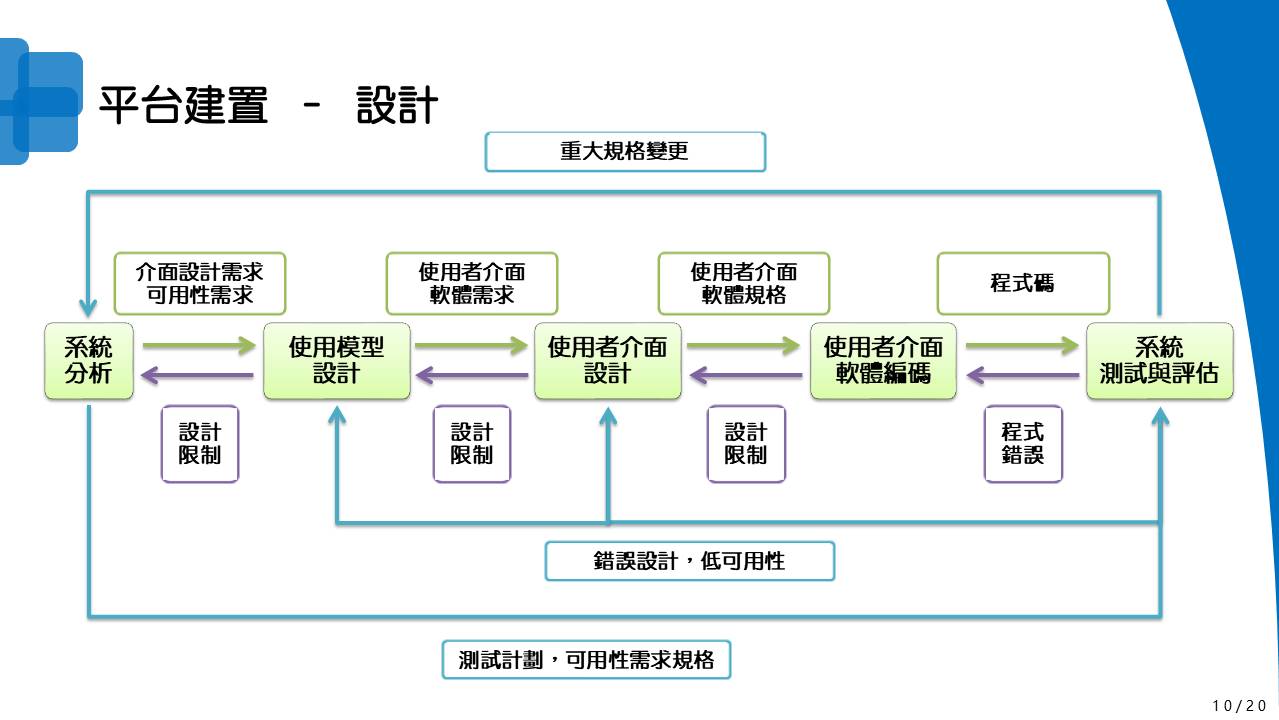 平台建置 - 設計
重大規格變更
介面設計需求
可用性需求
使用者介面
軟體需求
使用者介面
軟體規格
程式碼
系統
分析
使用模型
設計
使用者介面
設計
使用者介面
軟體編碼
系統
測試與評估
設計
限制
設計
限制
設計
限制
程式
錯誤
錯誤設計，低可用性
測試計劃，可用性需求規格
10/20